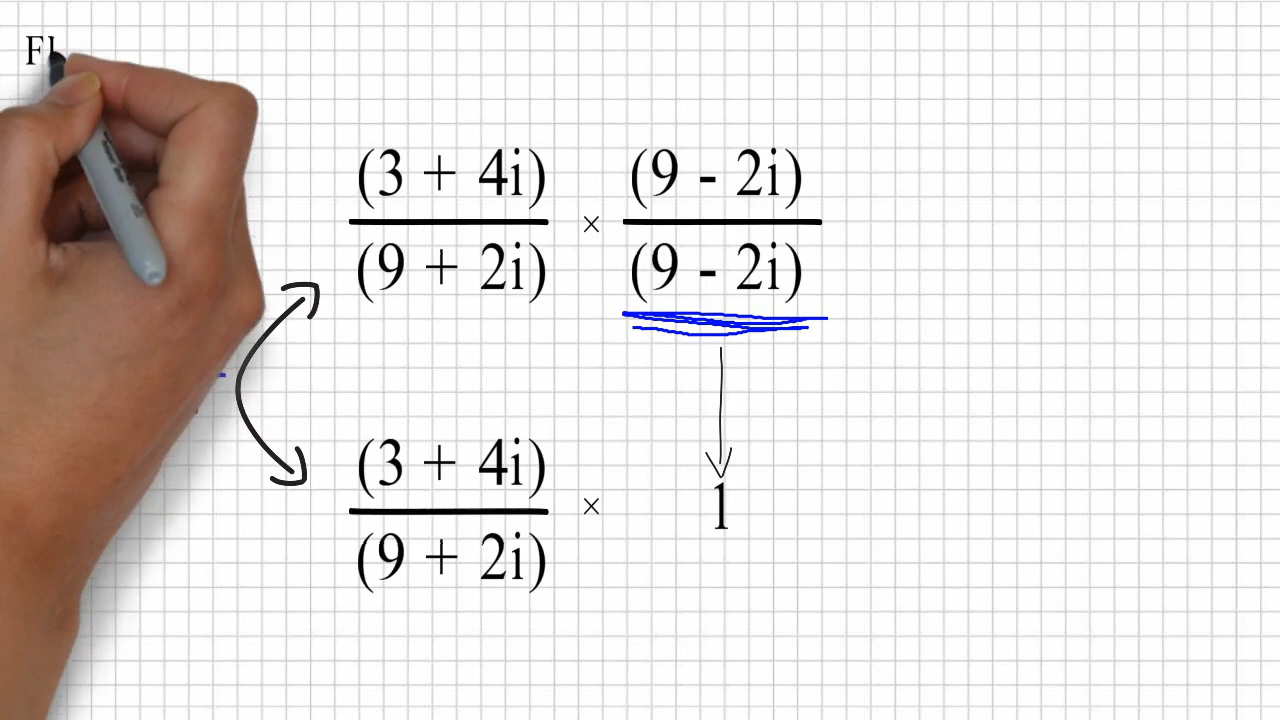 (3 + 4i) (9 - 2i)
×
(9 + 2i) (9 - 2i)
(3 + 4i)
× 1
(9 + 2i)